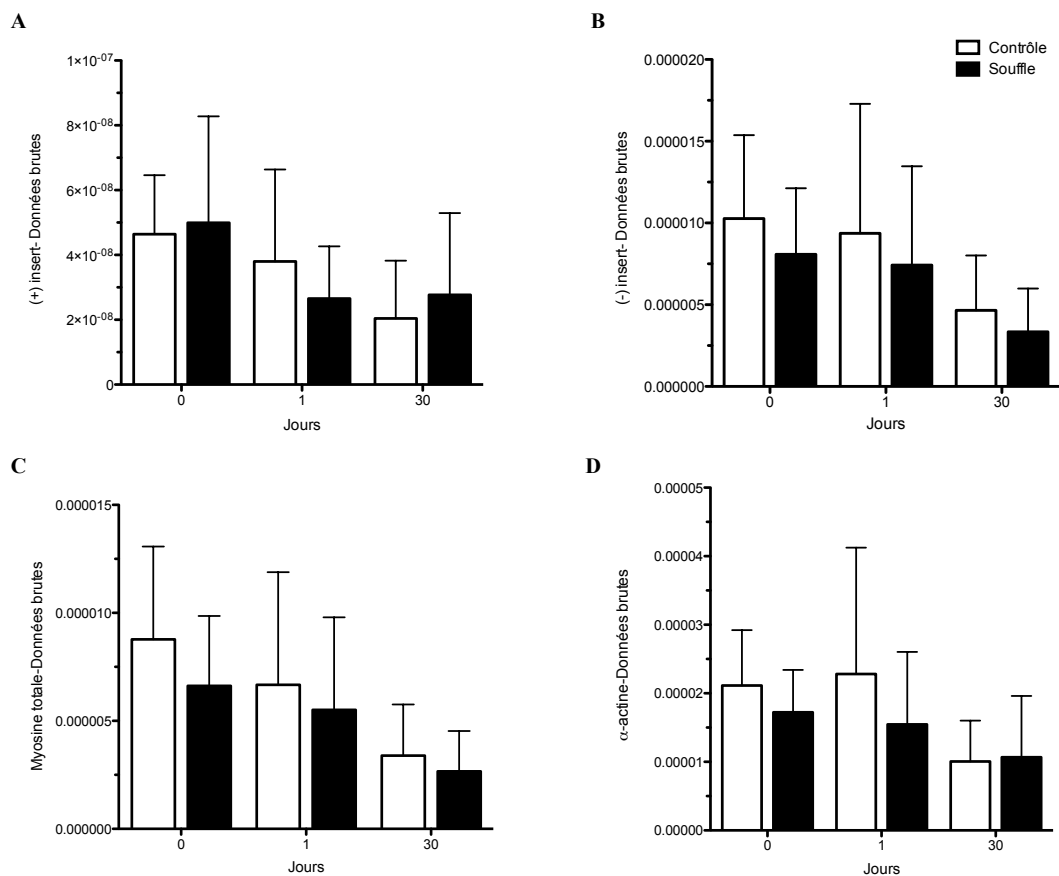 A
(+) insert- Données brutes
1×10⁻⁰⁷
8×10⁻⁰⁸
6×10⁻⁰⁸
4×10⁻⁰⁸
2×10⁻⁰⁸
0
0 1 30
Jours
B
Contrôle
Souffle
(-) insert- Données brutes
0.000020
0.000015
0.000010
0.000005
0.000000
0 1 30
Jours
C
Myosine totale-Données brutes
0.000015
0.000010
0.000005
0.000000
0 1 30
Jours
D
α-actine-Données brutes
0.00005
0.00004
0.00003
0.00002
0.00001
0.00000
0 1 30
Jours